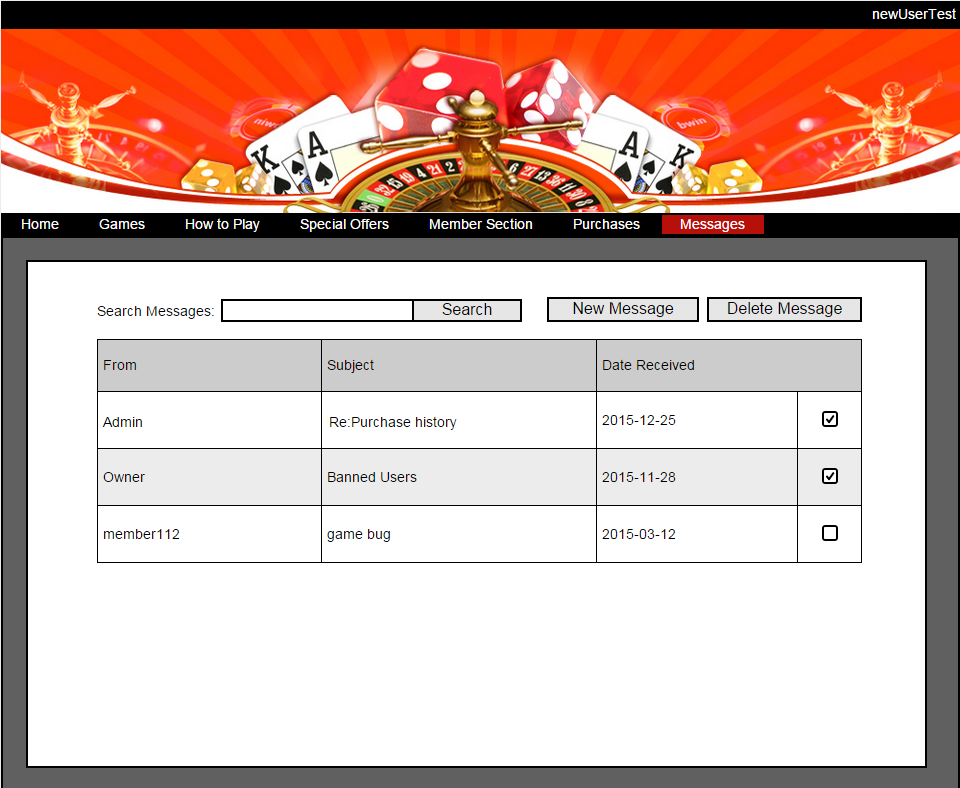 newUserTest
bwin
K A A K
Home Games How to Play Special Offers Member Section Purchases Messages
Search Messages: Search New Message Delete Message
From Subject Date Received
Admin Re:Purchase history 2015-12-25
Owner Banned Users 2015-11-28
member112 game bug 2015-03-12